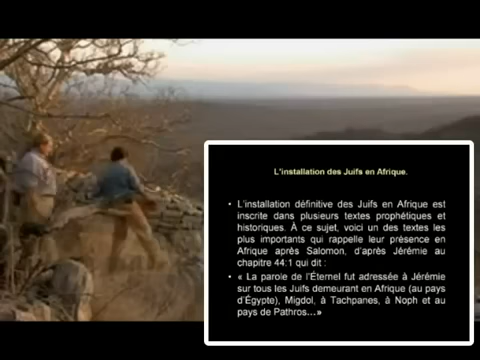 L'installation des Juifs en Afrique.
• L'installation définitive des Juifs en Afrique est
inscrite dans plusieurs textes prophétiques et
historiques. À ce sujet, voici un des textes les
plus importants qui rappelle leur présence en
Afrique après Salomon, d'après Jérémie au
chapitre 44:1 qui dit :
• « La parole de l'Éternel fut adressée à Jérémie
sur tous les Juifs demeurant en Afrique (au pays
d'Égypte), Migdol, à Tachpanes, à Noph et au
pays de Pathros...»